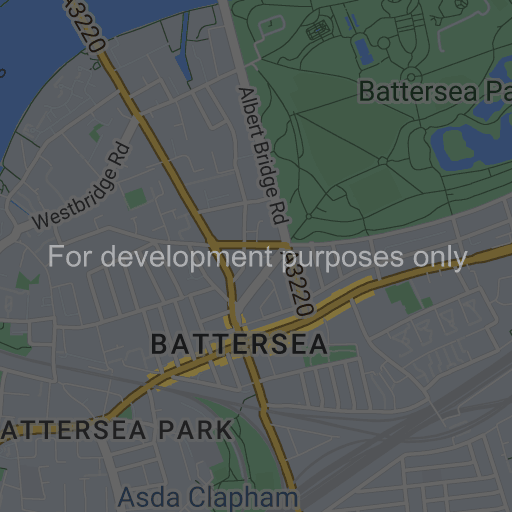 A3220
Battersea Pa
Albert Bridge Rd
Westbridge Rd
For development purposes only
A3220
BATTERSEA
ATTERSEA PARK
Asda Clapham